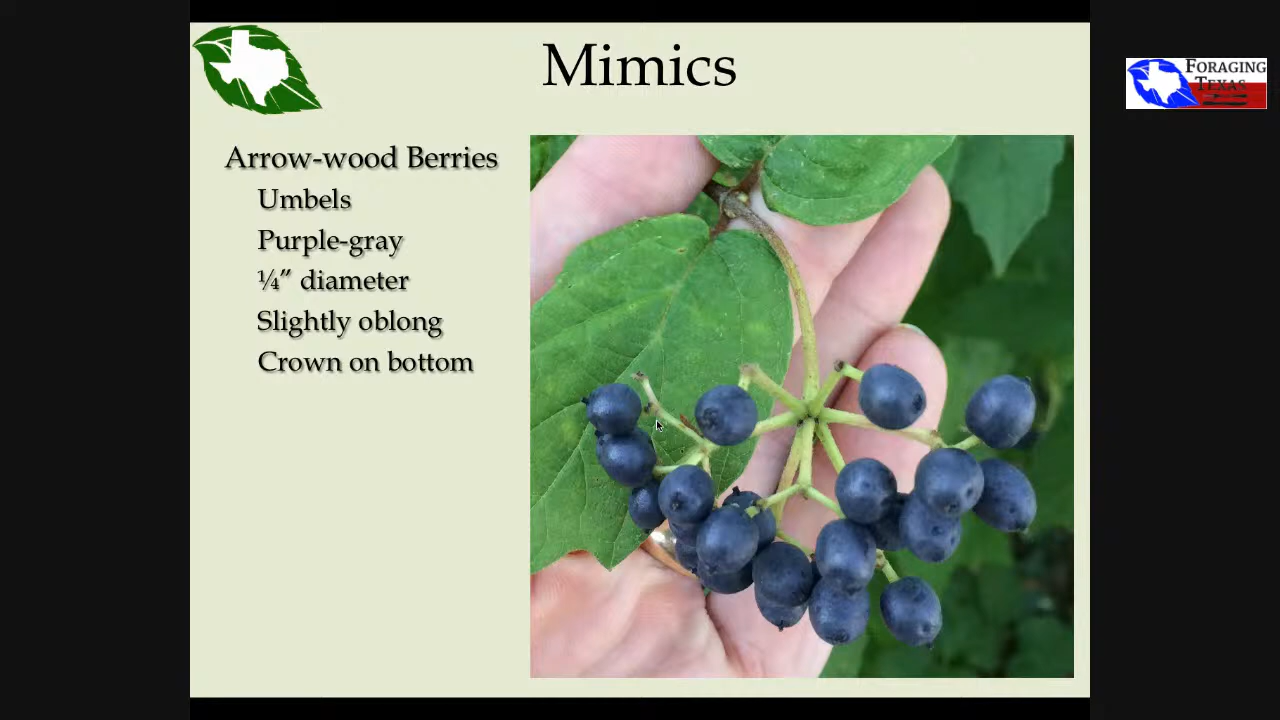 Mimics
FORAGING
TEXAS
Arrow-wood Berries
Umbels
Purple-gray
¼” diameter
Slightly oblong
Crown on bottom